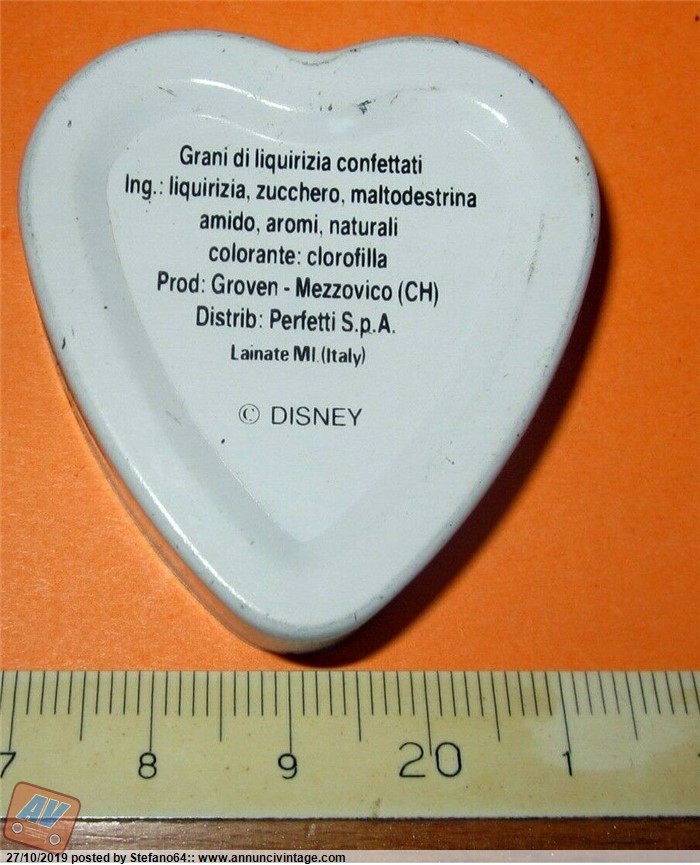 Grani di liquirizia confettati
Ing.: liquirizia, zucchero, maltodestrina
amido, aromi, naturali
colorante: clorofilla
Prod: Groven - Mezzovico (CH)
Distrib: Perfetti S.p.A.
Lainate MI. (Italy)
© DISNEY
7 8 9 20 1
AV
27/10/2019 posted by Stefano64:: www.annuncivintage.com